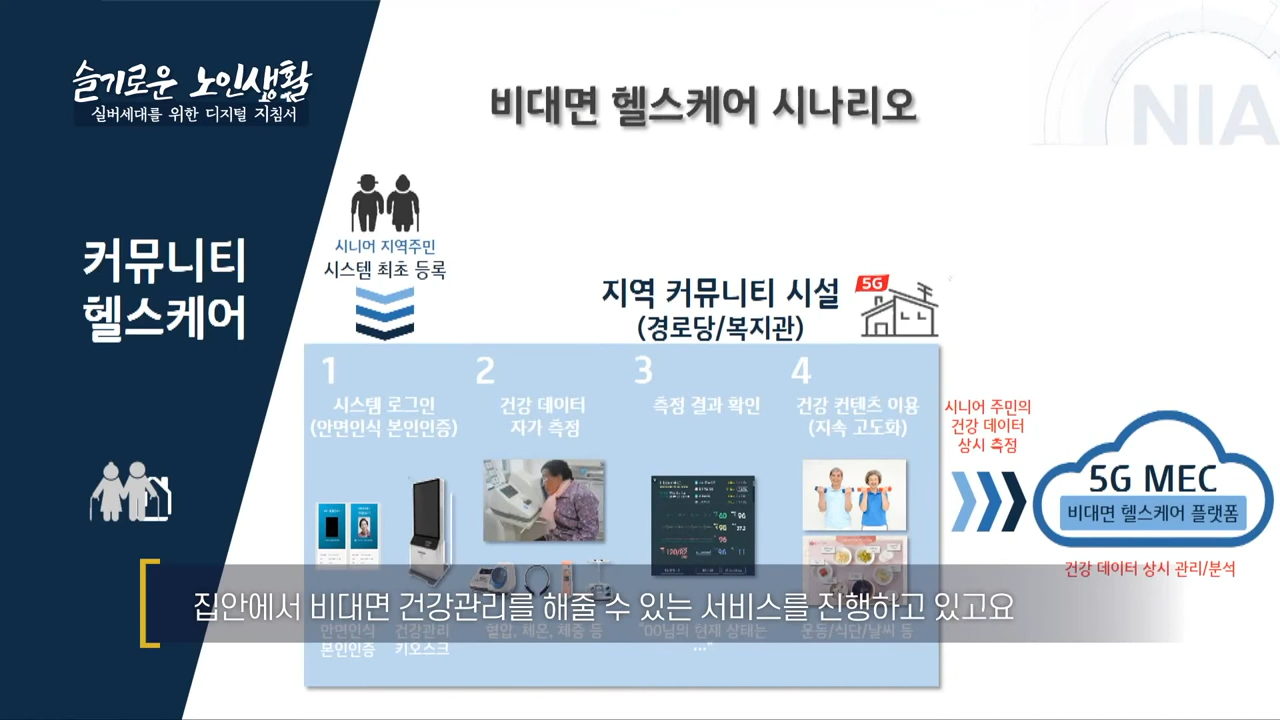 슬기로운 노인생활
실버세대를 위한 디지털 지침서
비대면 헬스케어 시나리오
NIA
커뮤니티
헬스케어
시니어 지역주민
시스템 최초 등록
지역 커뮤니티 시설
(경로당/복지관)
5G
1
시스템 로그인
(안면인식 본인인증)
2
건강 데이터
자가 측정
3
측정 결과 확인
4
건강 컨텐츠 이용
(지속 고도화)
시니어 주민의
건강 데이터
상시 측정
5G MEC
비대면 헬스케어 플랫폼
건강 데이터 상시 관리/분석
안면인식
본인인증
건강관리
키오스크
혈압, 체온, 체중 등
"00님의 현재 상태는
..."
운동/식단/날씨 등
집안에서 비대면 건강관리를 해줄 수 있는 서비스를 진행하고 있고요